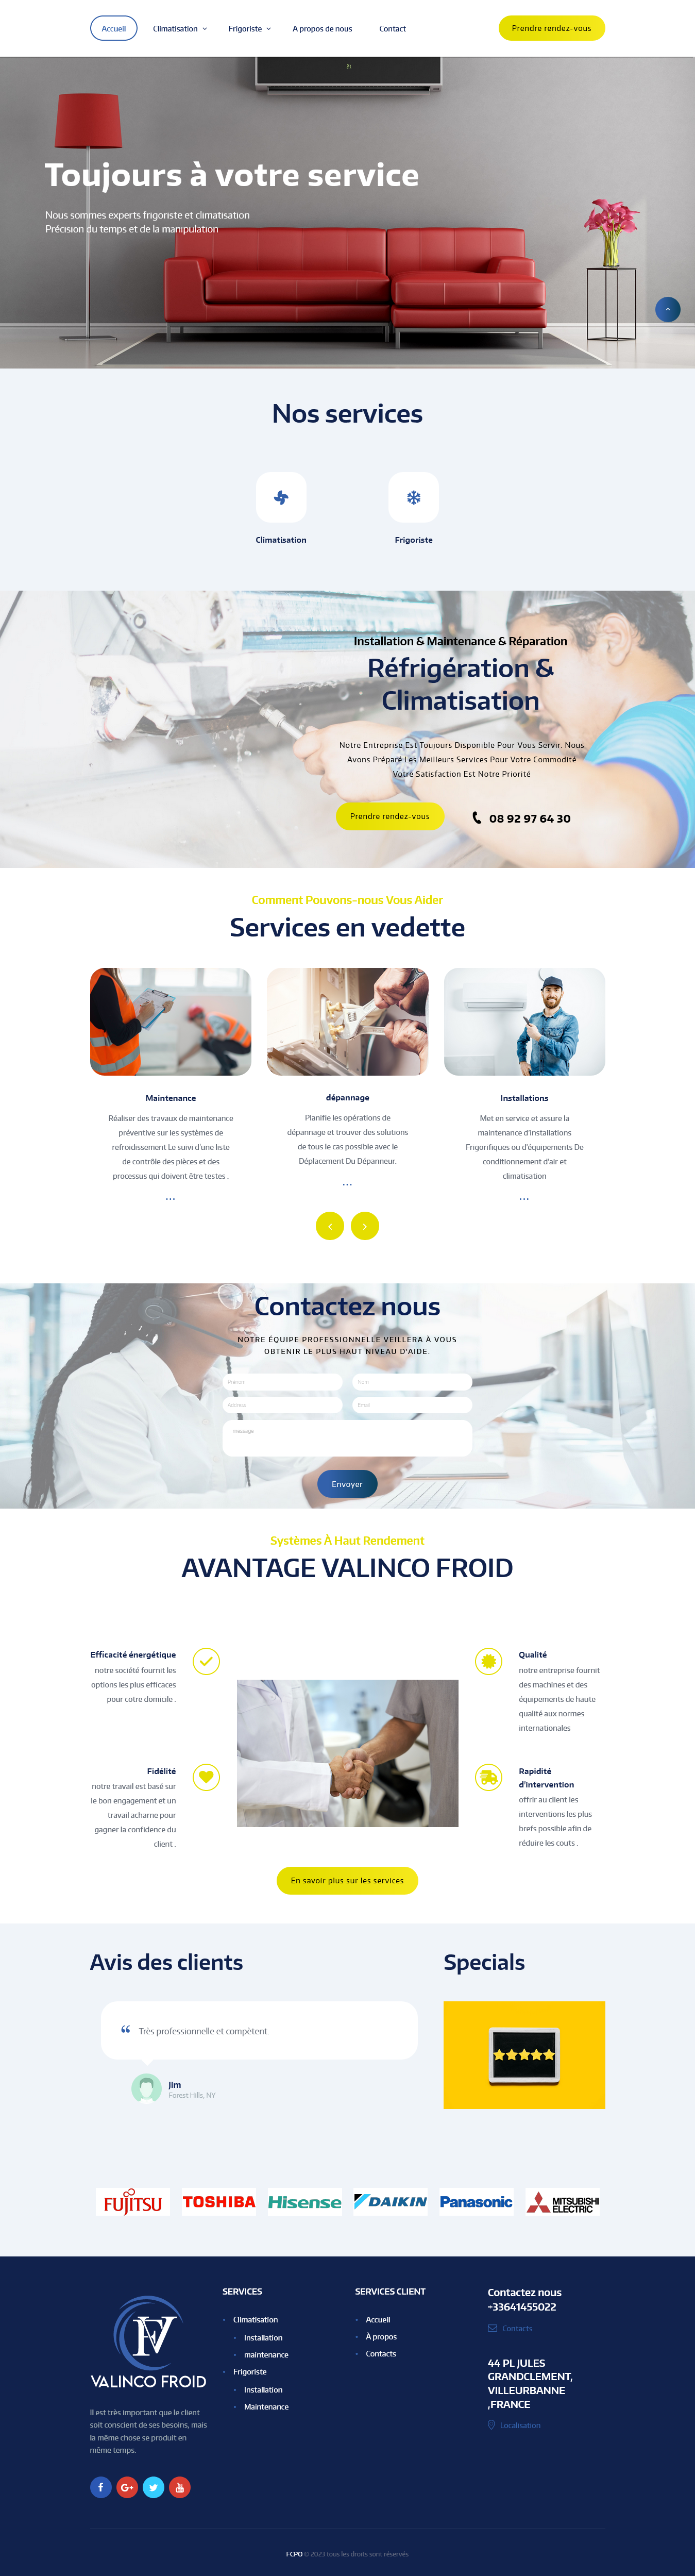 Accueil
Climatisation
Frigoriste
A propos de nous
Contact
Prendre rendez-vous
Toujours à votre service
Nous sommes experts frigoriste et climatisation
Précision du temps et de la manipulation
Nos services
Climatisation
Frigoriste
Installation & Maintenance & Réparation
Réfrigération &
Climatisation
Notre Entreprise Est Toujours Disponible Pour Vous Servir. Nous
Avons Préparé Les Meilleurs Services Pour Votre Commodité
Votre Satisfaction Est Notre Priorité
Prendre rendez-vous
08 92 97 64 30
Comment Pouvons-nous Vous Aider
Services en vedette
Maintenance
Réaliser des travaux de maintenance
préventive sur les systèmes de
refroidissement Le suivi d'une liste
de contrôle des pièces et des
processus qui doivent être testes .
...
dépannage
Planifie les opérations de
dépannage et trouver des solutions
de tous le cas possible avec le
Déplacement Du Dépanneur.
...
Installations
Met en service et assure la
maintenance d'installations
Frigorifiques ou d'équipements De
conditionnement d'air et
climatisation
...
Contactez nous
NOTRE ÉQUIPE PROFESSIONNELLE VEILLERA À VOUS
OBTENIR LE PLUS HAUT NIVEAU D'AIDE.
Prénom
Nom
Address
Email
message
Envoyer
Systèmes À Haut Rendement
AVANTAGE VALINCO FROID
Efficacité énergétique
notre société fournit les
options les plus efficaces
pour cotre domicile .
Fidélité
notre travail est basé sur
le bon engagement et un
travail acharne pour
gagner la confidence du
client .
Qualité
notre entreprise fournit
des machines et des
équipements de haute
qualité aux normes
internationales
Rapidité
d'intervention
offrir au client les
interventions les plus
brefs possible afin de
réduire les couts .
En savoir plus sur les services
Avis des clients
“ Très professionnelle et compètent.
Jim
Forest Hills, NY
Specials
FUJITSU
TOSHIBA
Hisense
DAIKIN
Panasonic
MITSUBISHI
ELECTRIC
VALINCO FROID
Il est très important que le client
soit conscient de ses besoins, mais
la même chose se produit en
même temps.
SERVICES
Climatisation
Installation
maintenance
Frigoriste
Installation
Maintenance
SERVICES CLIENT
Accueil
À propos
Contacts
Contactez nous
+33641455022
Contacts
44 PL JULES
GRANDCLEMENT,
VILLEURBANNE
,FRANCE
Localisation
FCPO © 2023 tous les droits sont réservés